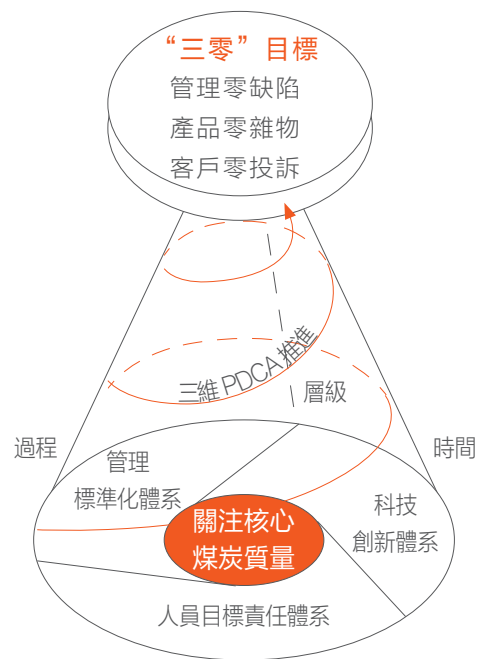 “三零”目標
管理零缺陷
產品零雜物
客戶零投訴
三維 PDCA 推進
層級
過程
時間
管理
標準化體系
科技
創新體系
關注核心
煤炭質量
人員目標責任體系